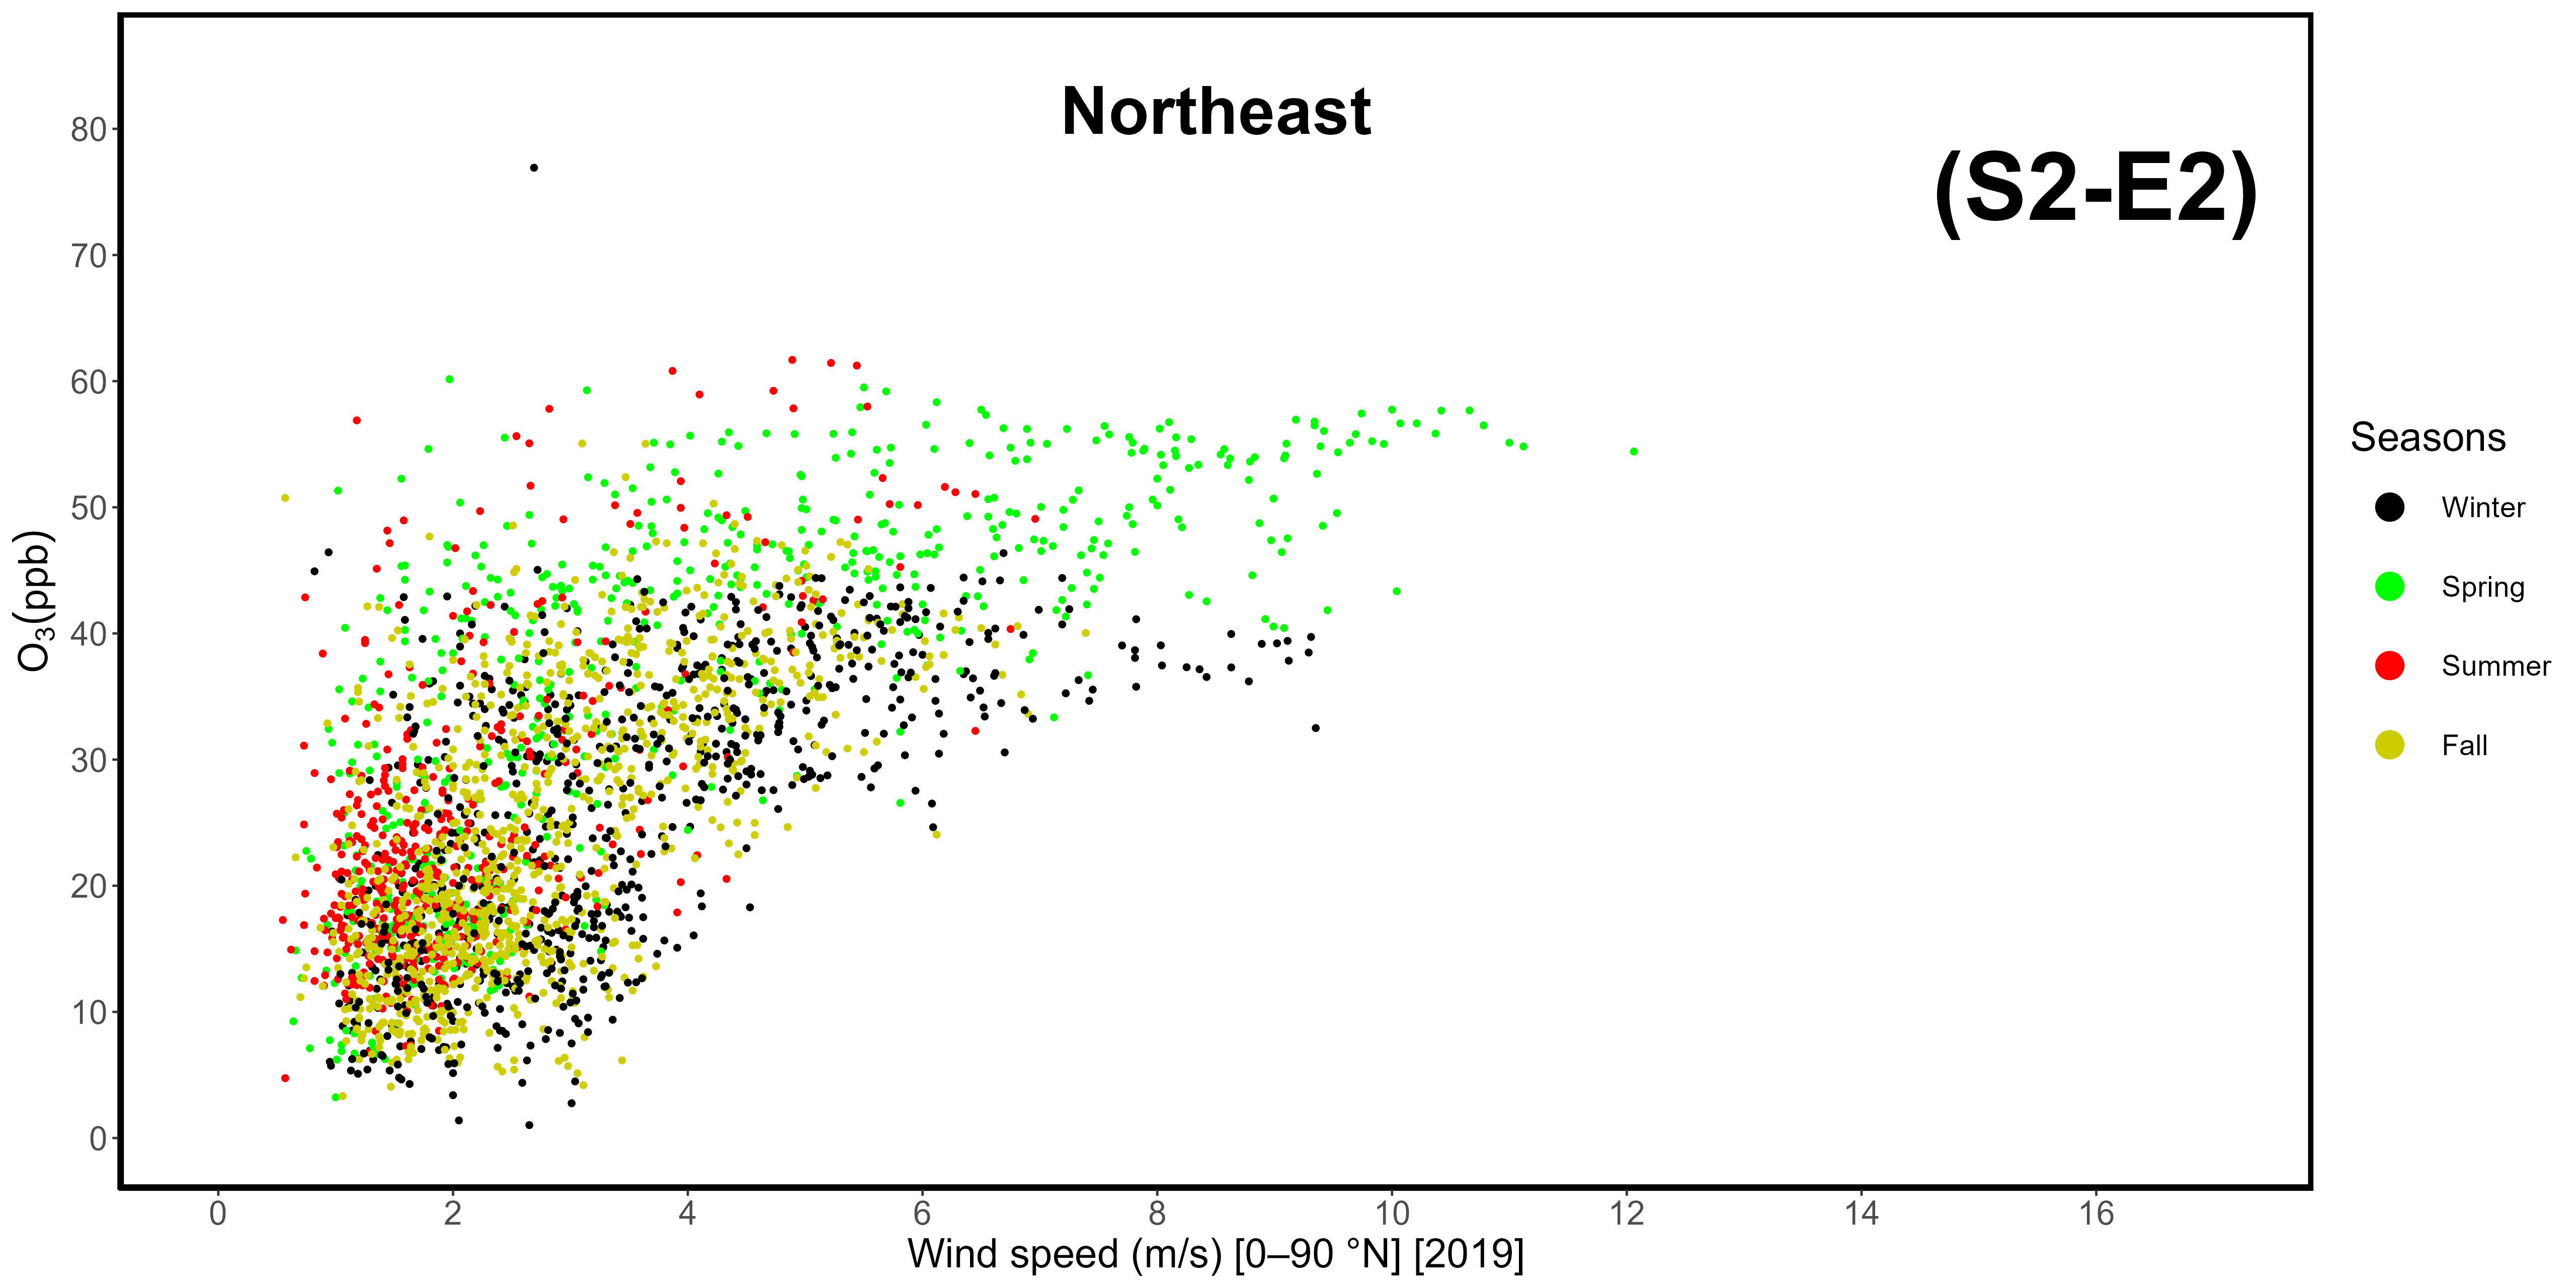 Northeast
(S2-E2)
80
70
60
50
40
30
20
10
0
O₃(ppb)
0 2 4 6 8 10 12 14 16
Wind speed (m/s) [0–90 °N] [2019]
Seasons
Winter
Spring
Summer
Fall